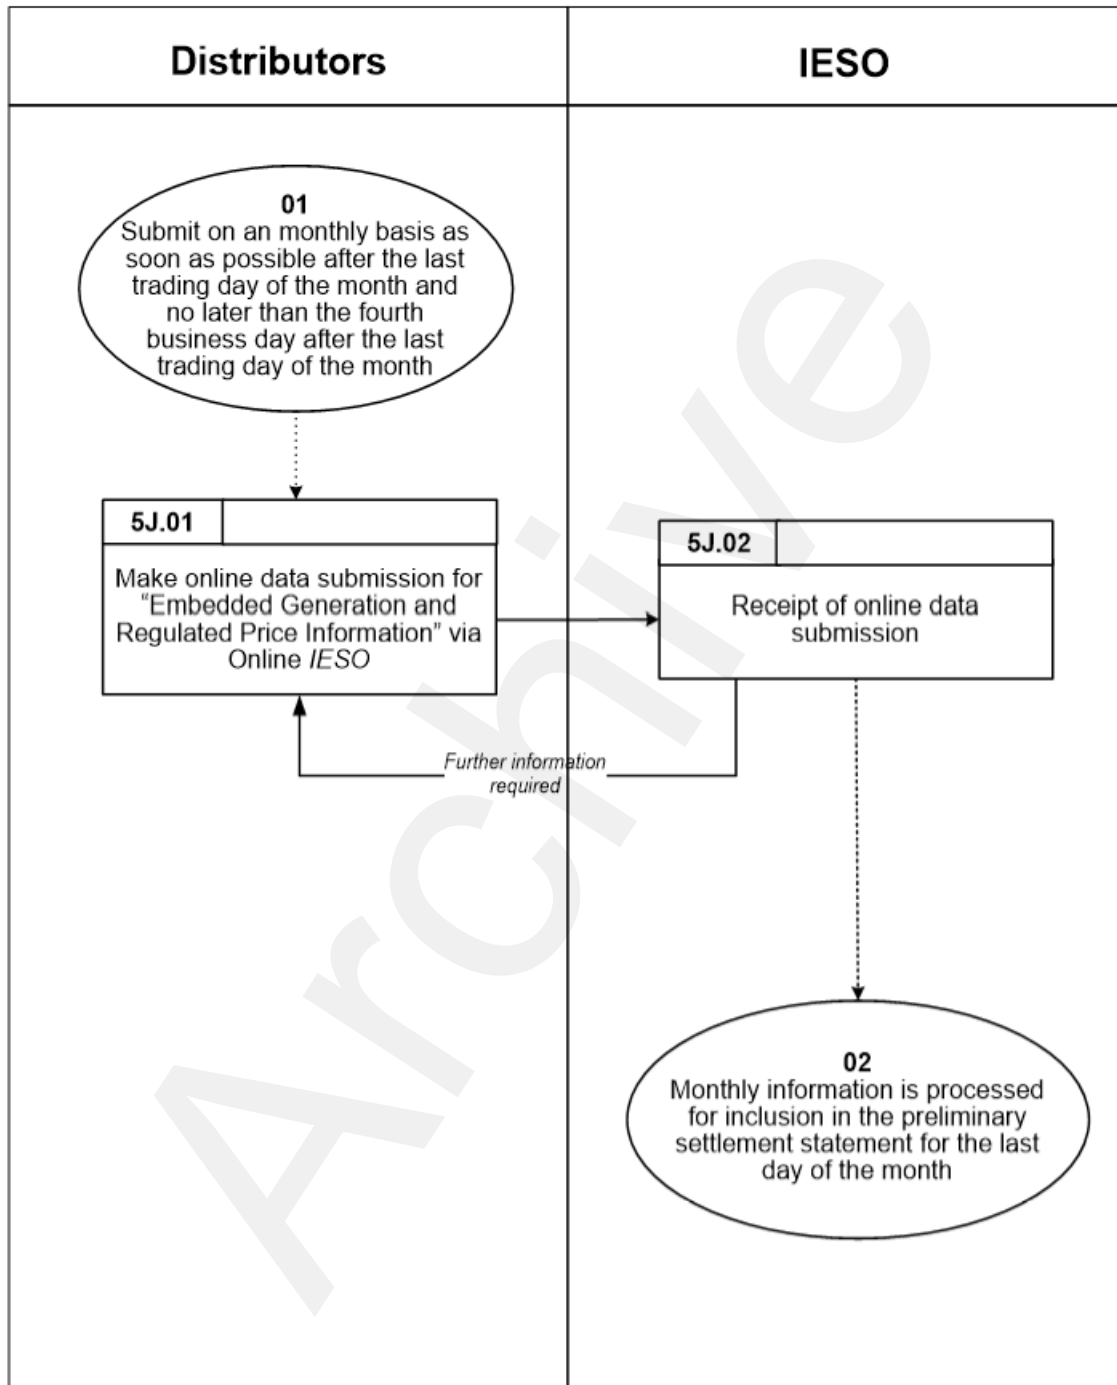 Distributors
IESO
01
Submit on an monthly basis as
soon as possible after the last
trading day of the month and
no later than the fourth
business day after the last
trading day of the month
5J.01
Make online data submission for
“Embedded Generation and
Regulated Price Information” via
Online IESO
5J.02
Receipt of online data
submission
Further information
required
02
Monthly information is processed
for inclusion in the preliminary
settlement statement for the last
day of the month
Archive